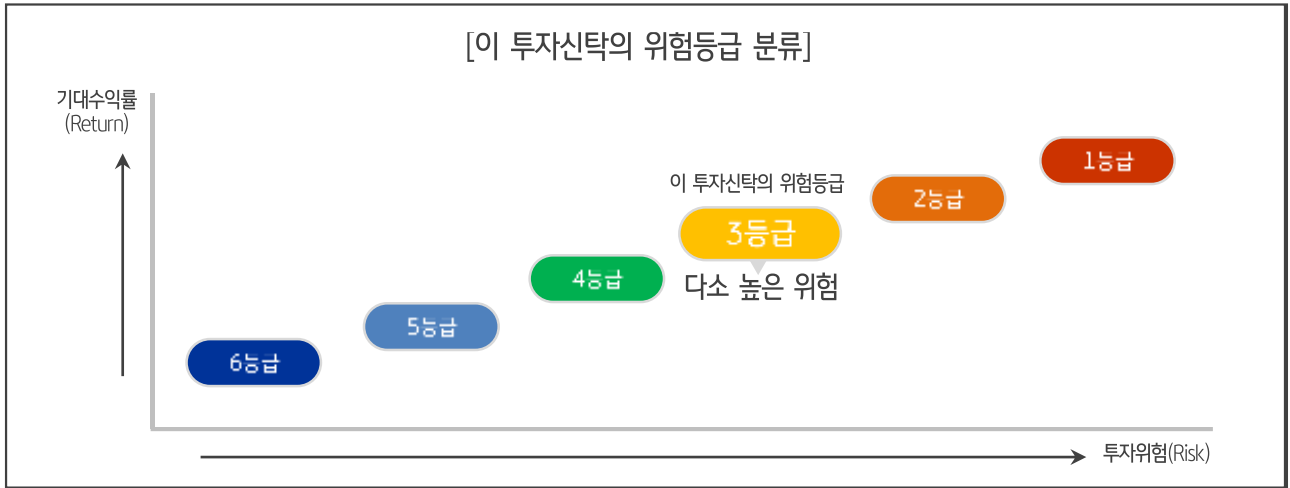 [이 투자신탁의 위험등급 분류]
기대수익률
(Return)
1등급
이 투자신탁의 위험등급
2등급
3등급
다소 높은 위험
4등급
5등급
6등급
투자위험(Risk)